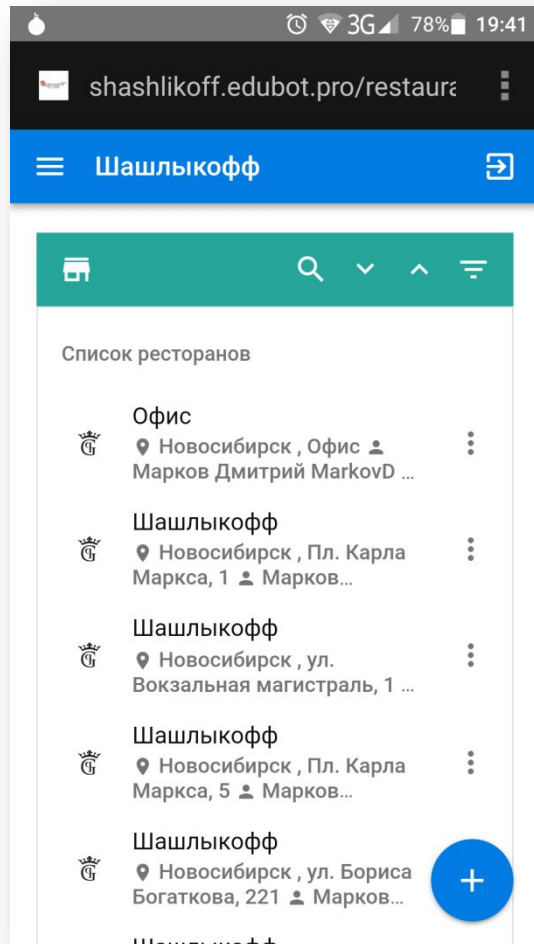 3G 78% 19:41
shashlikoff.edubot.pro/restaura
Шашлыкофф
Список ресторанов
Офис
Новосибирск , Офис
Марков Дмитрий MarkovD ...
Шашлыкофф
Новосибирск , Пл. Карла
Маркса, 1 Марков...
Шашлыкофф
Новосибирск , ул.
Вокзальная магистраль, 1 ...
Шашлыкофф
Новосибирск , Пл. Карла
Маркса, 5 Марков...
Шашлыкофф
Новосибирск , ул. Бориса
Богаткова, 221 Марков...